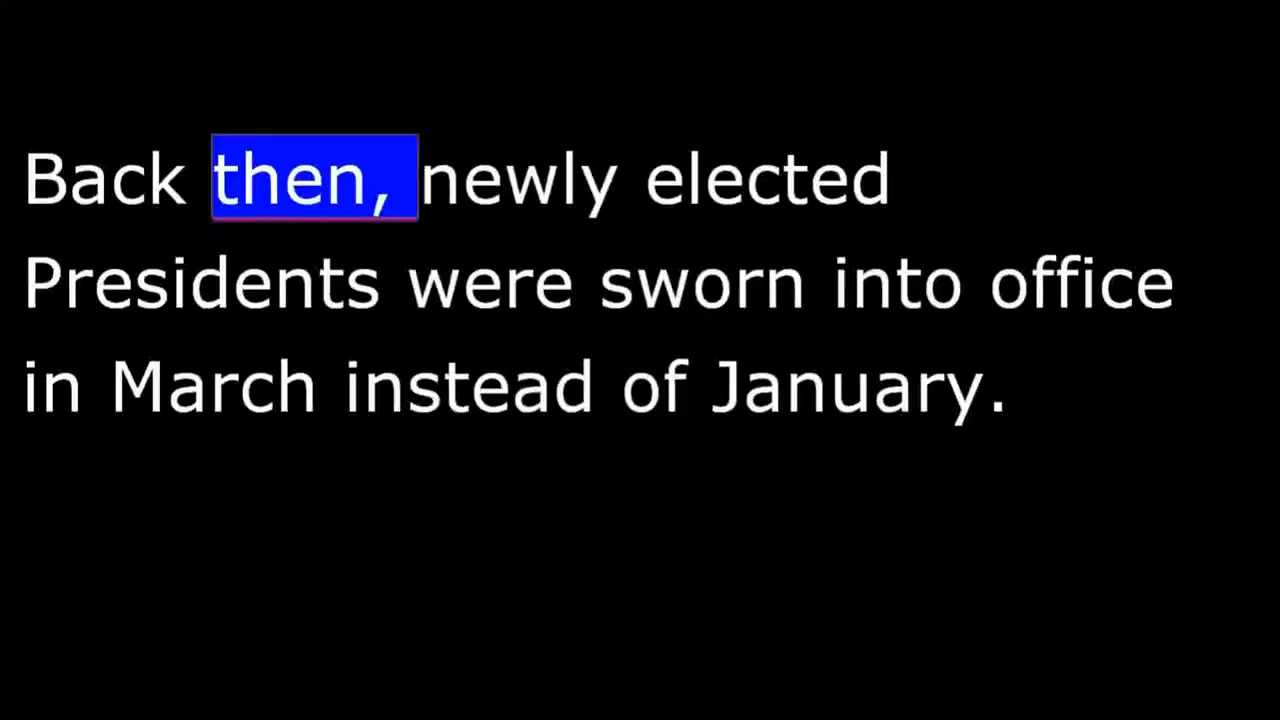 Back then, newly elected
Presidents were sworn into office
in March instead of January.